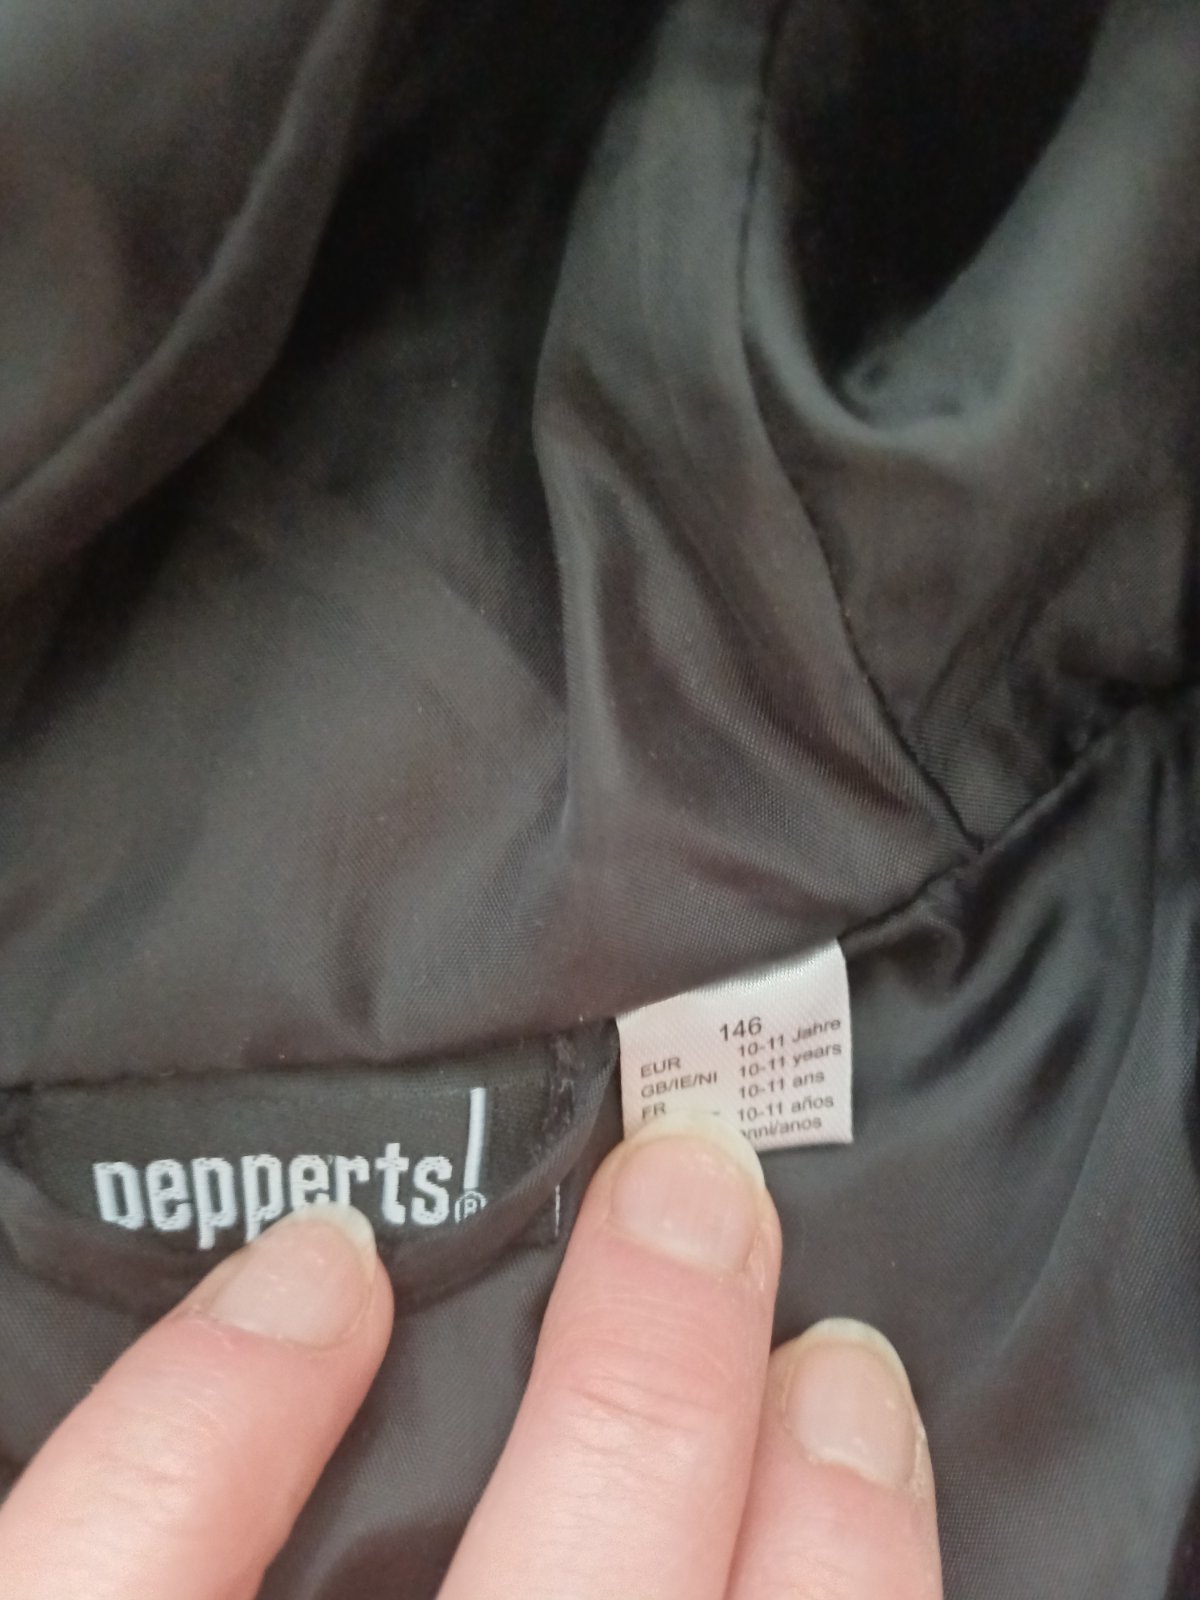 pepperts!®
146
EUR 10-11 Jahre
GB/IE/NI 10-11 years
FR 10-11 ans
10-11 años
anni/anos